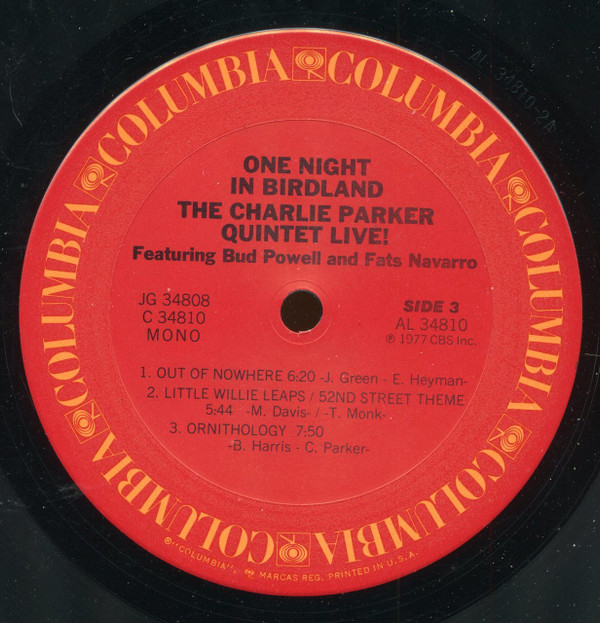 COLUMBIA COLUMBIA COLUMBIA COLUMBIA COLUMBIA COLUMBIA
AL 34810-2A
ONE NIGHT
IN BIRDLAND
THE CHARLIE PARKER
QUINTET LIVE!
Featuring Bud Powell and Fats Navarro
JG 34808
C 34810
MONO
SIDE 3
AL 34810
℗ 1977 CBS Inc.
1. OUT OF NOWHERE 6:20 -J. Green - E. Heyman-
2. LITTLE WILLIE LEAPS / 52ND STREET THEME
5:44 -M. Davis- / -T. Monk-
3. ORNITHOLOGY 7:50
-B. Harris - C. Parker-
®"COLUMBIA", MARCAS REG. PRINTED IN U.S.A.